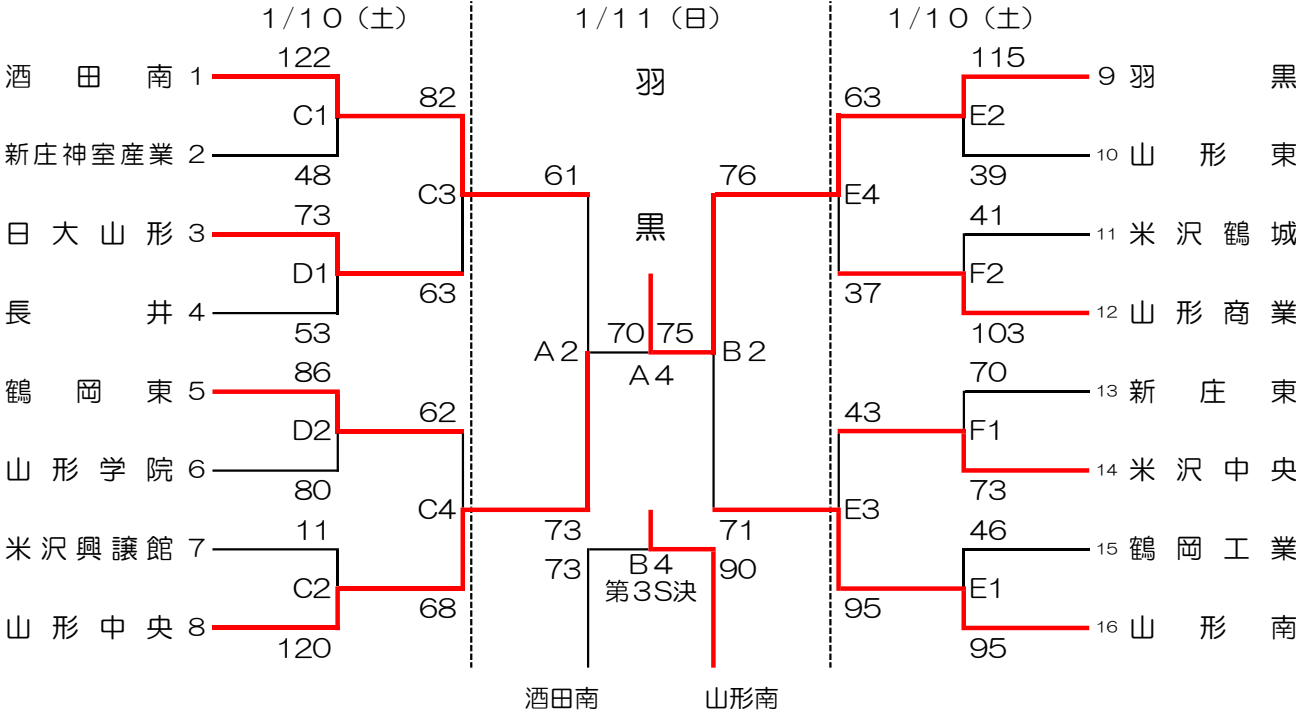 1/10（土）
1/11（日）
1/10（土）
122
115
酒田南 1
羽
9 羽黒
82
63
C1
E2
新庄神室産業 2
10 山形東
48
61
76
39
C3
E4
73
41
日大山形 3
黒
11 米沢鶴城
D1
F2
63
37
長井 4
12 山形商業
53
70 75
103
A2
B2
86
A4
70
鶴岡東 5
13 新庄東
62
43
D2
F1
山形学院 6
14 米沢中央
80
73
C4
E3
11
73
71
46
米沢興譲館 7
B4
15 鶴岡工業
73
90
C2
第3S決
E1
68
95
山形中央 8
16 山形南
120
95
酒田南
山形南